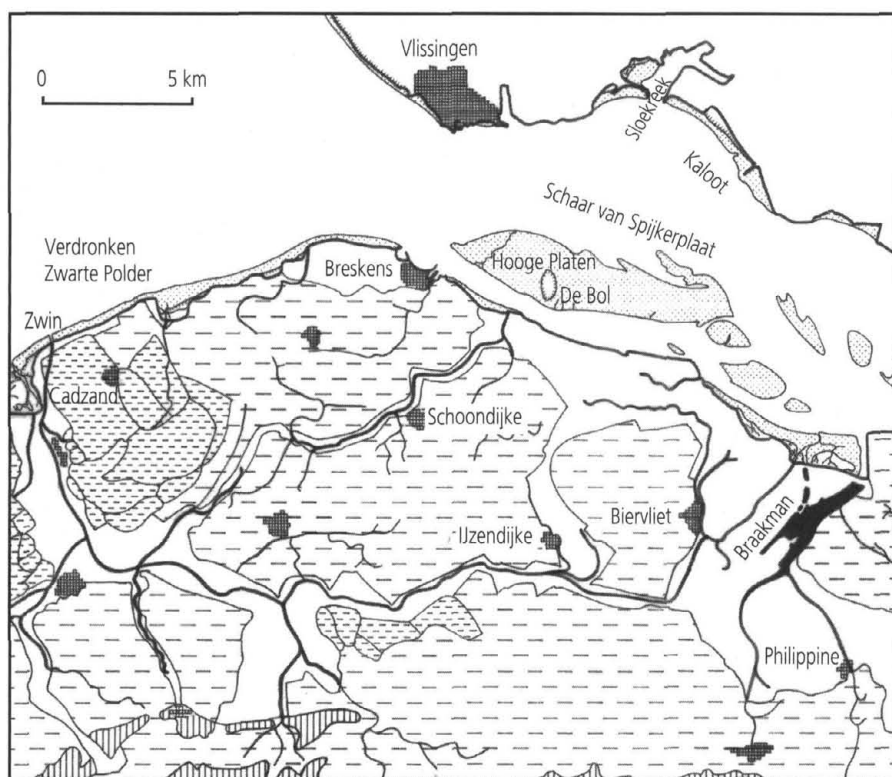 Vlissingen
0 5 km
Sloekreek
Kaloot
Schaar van Spijkerplaat
Verdronken
Zwarte Polder
Breskens
Hooge Platen
De Bol
Zwin
Cadzand
Schoondijke
IJzendijke
Biervliet
Braakman
Philippine